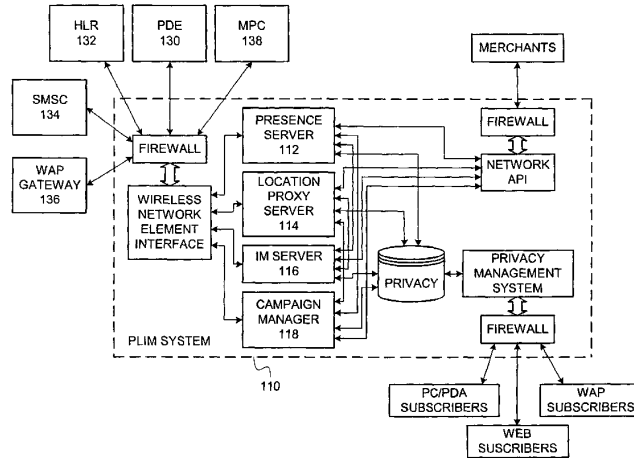 HLR
132
PDE
130
MPC
138
MERCHANTS
SMSC
134
FIREWALL
PRESENCE
SERVER
112
FIREWALL
WAP
GATEWAY
136
NETWORK
API
WIRELESS
NETWORK
ELEMENT
INTERFACE
LOCATION
PROXY
SERVER
114
IM SERVER
116
PRIVACY
PRIVACY
MANAGEMENT
SYSTEM
CAMPAIGN
MANAGER
118
FIREWALL
PLIM SYSTEM
110
PC/PDA
SUBSCRIBERS
WAP
SUBSCRIBERS
WEB
SUSCRIBERS